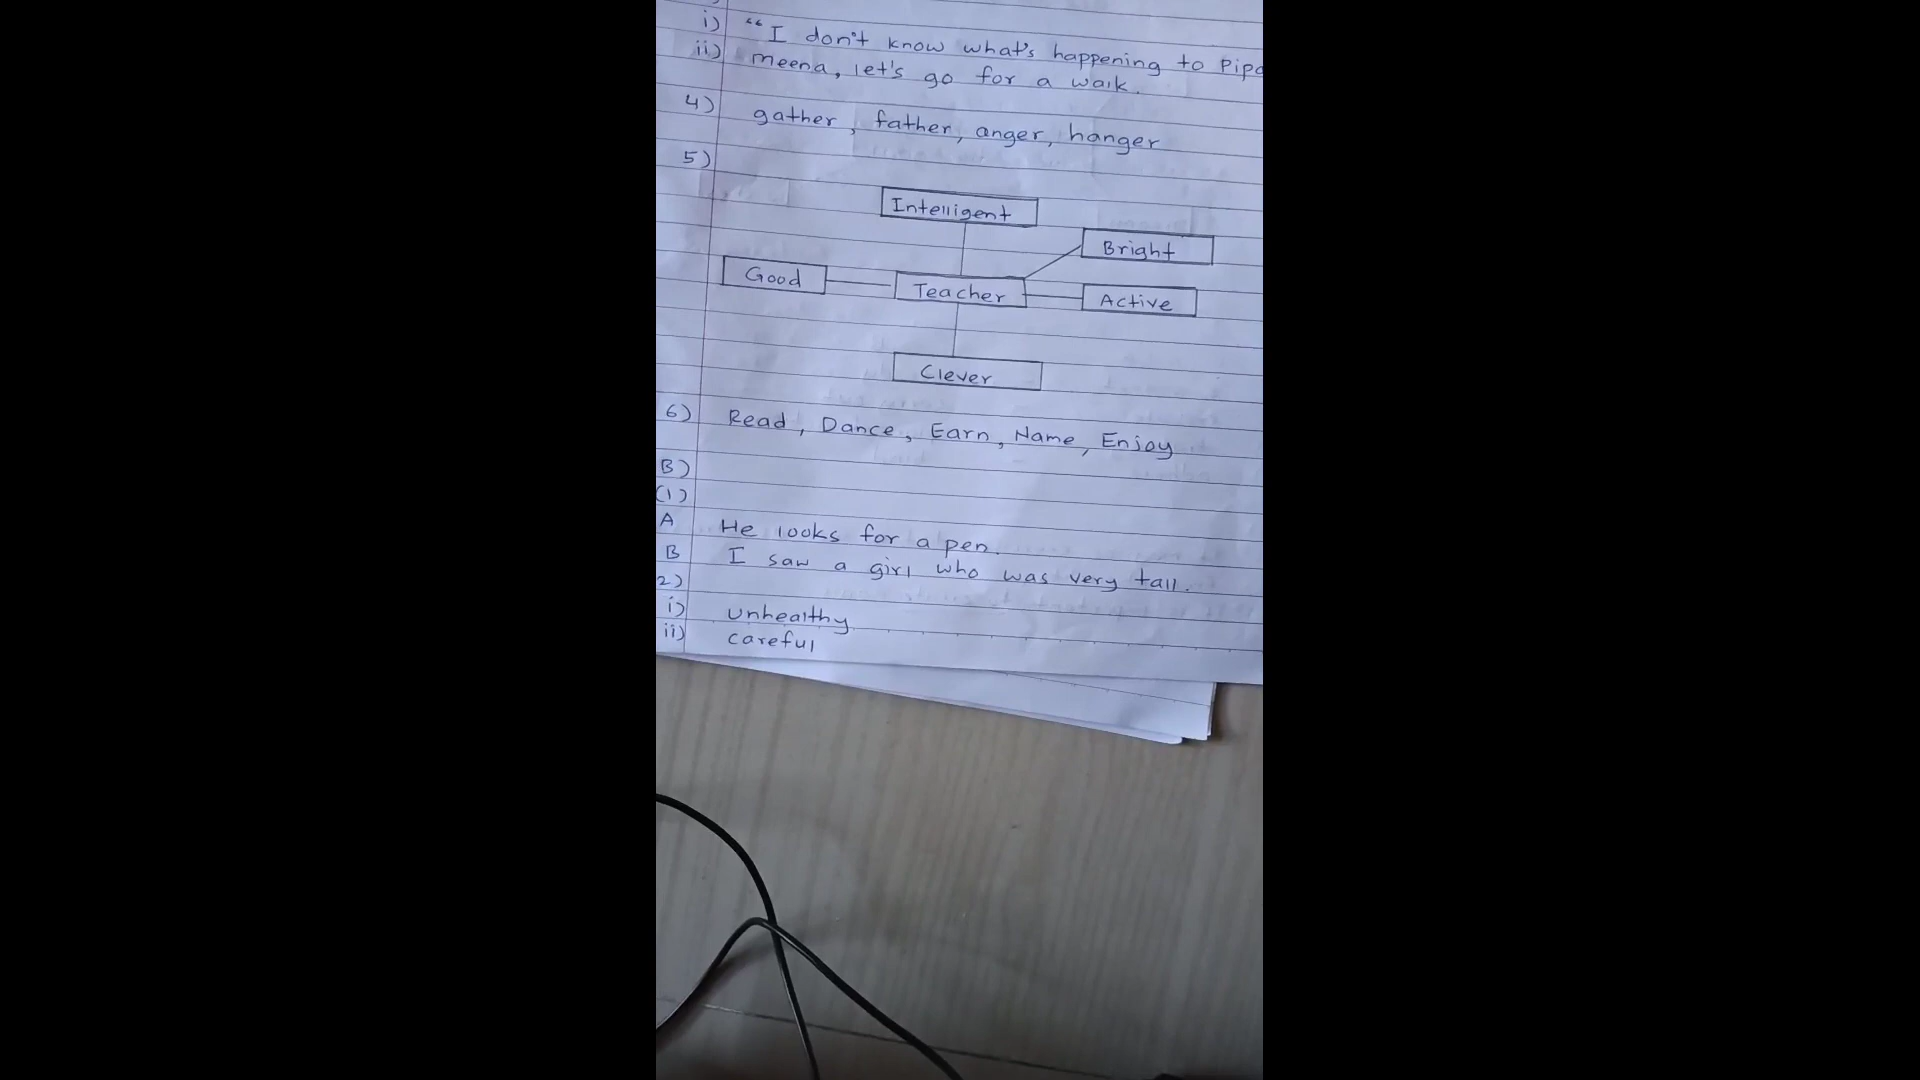 i) “I don't know what's happening to
ii) Meena, let's go for a walk.
4) gather, father, anger, hanger
5)
Intelligent
Bright
Good Teacher Active
Clever
6) Read, Dance, Earn, Name, Enjoy
B)
(1)
A He looks for a pen.
B I saw a girl who was very tall.
2)
i) unhealthy
ii) careful